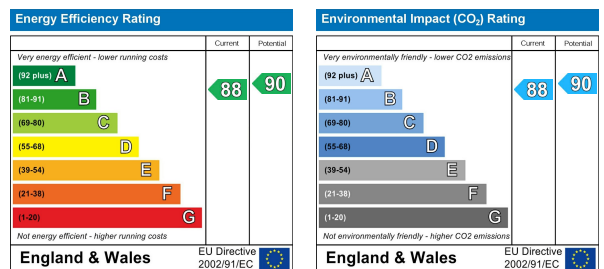 Energy Efficiency Rating
Current Potential
Very energy efficient - lower running costs
(92 plus) A
(81-91) B
88 90
(69-80) C
(55-68) D
(39-54) E
(21-38) F
(1-20) G
Not energy efficient - higher running costs
England & Wales
EU Directive
2002/91/EC
Environmental Impact (CO₂) Rating
Current Potential
Very environmentally friendly - lower CO2 emissions
(92 plus) A
(81-91) B
88 90
(69-80) C
(55-68) D
(39-54) E
(21-38) F
(1-20) G
Not environmentally friendly - higher CO2 emissions
England & Wales
EU Directive
2002/91/EC